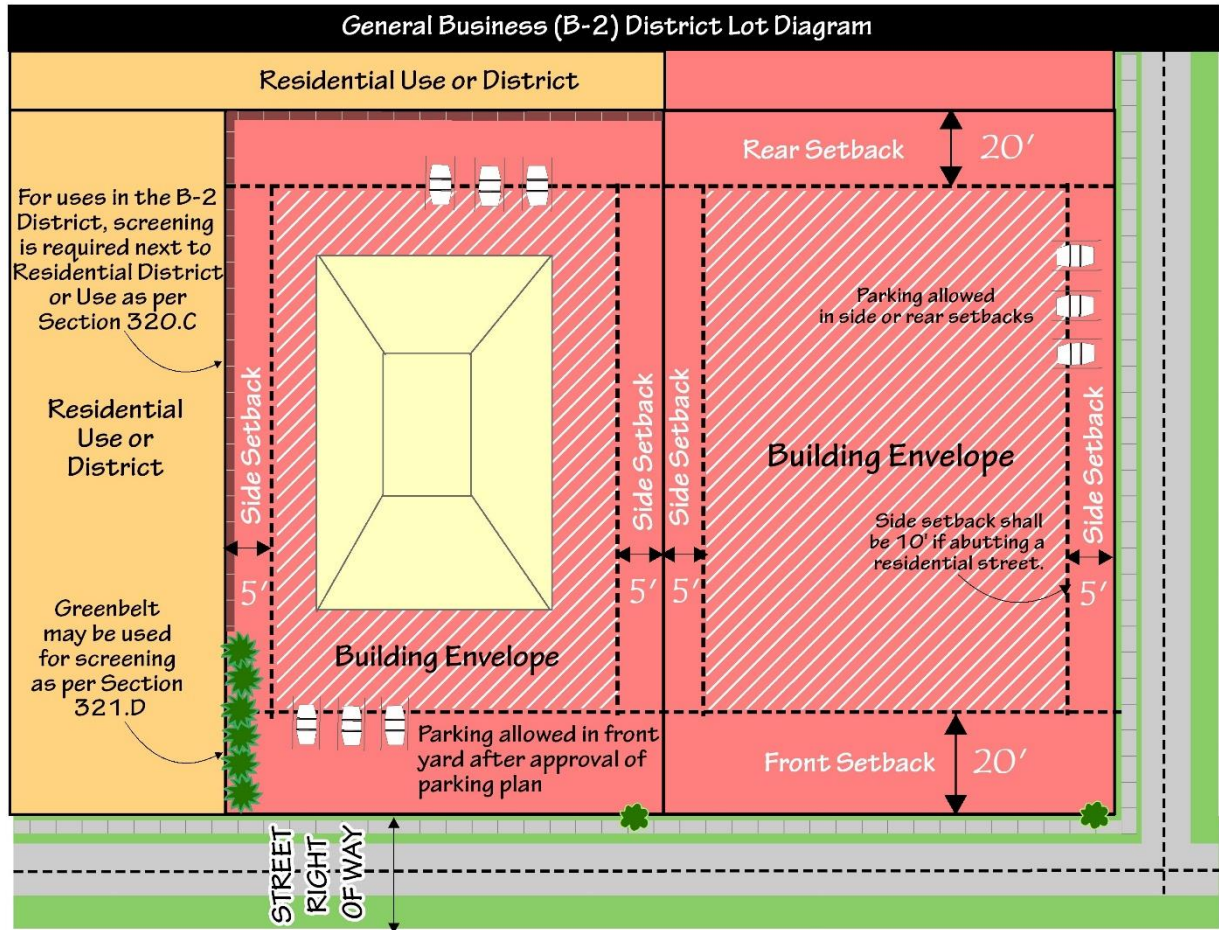 General Business (B-2) District Lot Diagram
Residential Use or District
For uses in the B-2
District, screening
is required next to
Residential District
or Use as per
Section 320.C
Residential
Use or
District
Greenbelt
may be used
for screening
as per Section
321.D
Side Setback
5'
Building Envelope
Parking allowed in front
yard after approval of
parking plan
Side Setback
5'
Side Setback
5'
Rear Setback
20'
Parking allowed
in side or rear setbacks
Building Envelope
Side setback shall
be 10' if abutting a
residential street.
Side Setback
5'
Front Setback
20'
STREET
RIGHT
OF WAY